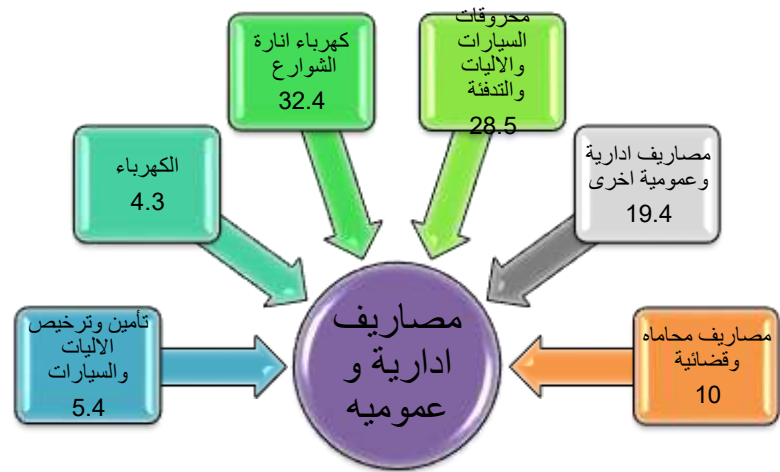 محروقات
السيارات
والاليات
والتدفئة
28.5
كهرباء انارة
الشوارع
32.4
مصاريف ادارية
وعمومية اخرى
19.4
الكهرباء
4.3
مصاريف
ادارية و
عموميه
تأمين وترخيص
الاليات
والسيارات
5.4
مصاريف محاماه
وقضائية
10